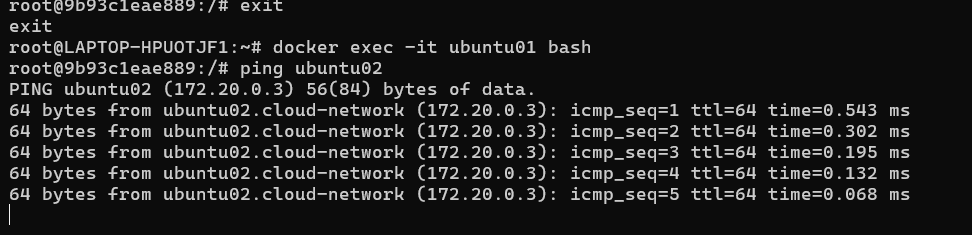 root@9b93c1eae889:/# exit
exit
root@LAPTOP-HPUOTJF1:~# docker exec -it ubuntu01 bash
root@9b93c1eae889:/# ping ubuntu02
PING ubuntu02 (172.20.0.3) 56(84) bytes of data.
64 bytes from ubuntu02.cloud-network (172.20.0.3): icmp_seq=1 ttl=64 time=0.543 ms
64 bytes from ubuntu02.cloud-network (172.20.0.3): icmp_seq=2 ttl=64 time=0.302 ms
64 bytes from ubuntu02.cloud-network (172.20.0.3): icmp_seq=3 ttl=64 time=0.195 ms
64 bytes from ubuntu02.cloud-network (172.20.0.3): icmp_seq=4 ttl=64 time=0.132 ms
64 bytes from ubuntu02.cloud-network (172.20.0.3): icmp_seq=5 ttl=64 time=0.068 ms